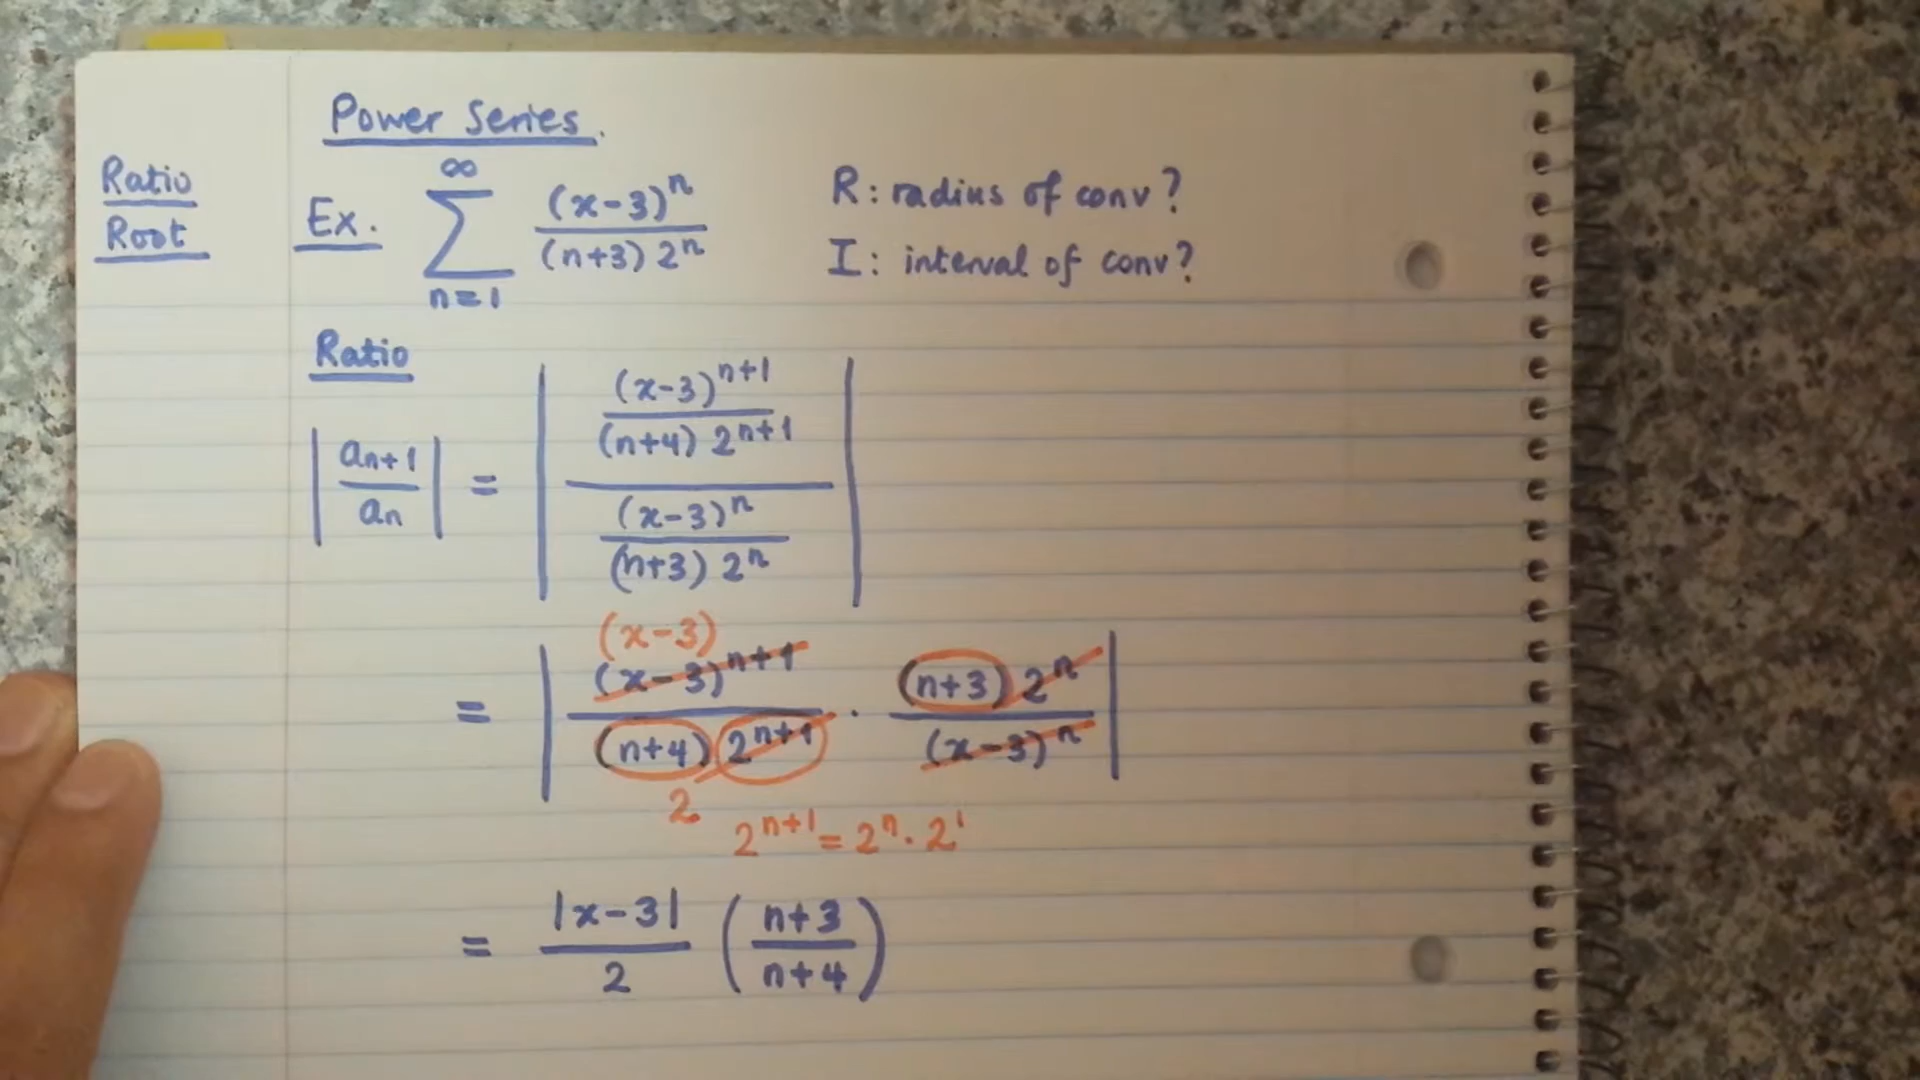 Power Series.
Ratio
Root
Ex. ∑_{n=1}^{∞} (x-3)^n / ((n+3) 2^n)
R: radius of conv?
I: interval of conv?
Ratio
|a_{n+1} / a_n| = | ((x-3)^{n+1} / ((n+4) 2^{n+1})) / ((x-3)^n / ((n+3) 2^n)) |
(x-3)
= | (x-3)^{n+1} / ((n+4) 2^{n+1}) · ((n+3) 2^n) / (x-3)^n |
2
2^{n+1} = 2^n · 2^1
= |x-3| / 2 ((n+3) / (n+4))